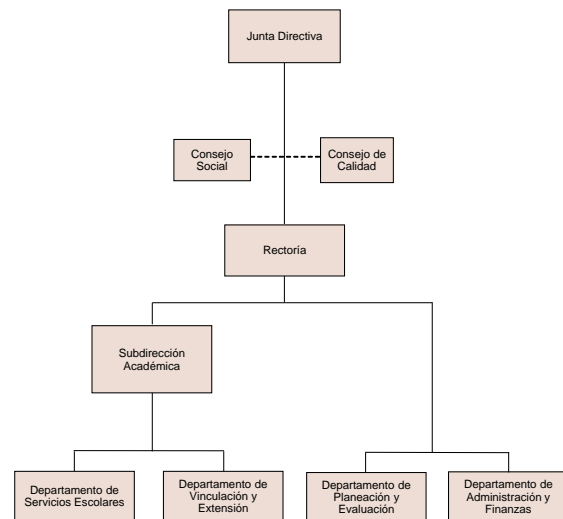 Junta Directiva
Consejo
Social
Consejo de
Calidad
Rectoría
Subdirección
Académica
Departamento de
Servicios Escolares
Departamento de
Vinculación y
Extensión
Departamento de
Planeación y
Evaluación
Departamento de
Administración y
Finanzas